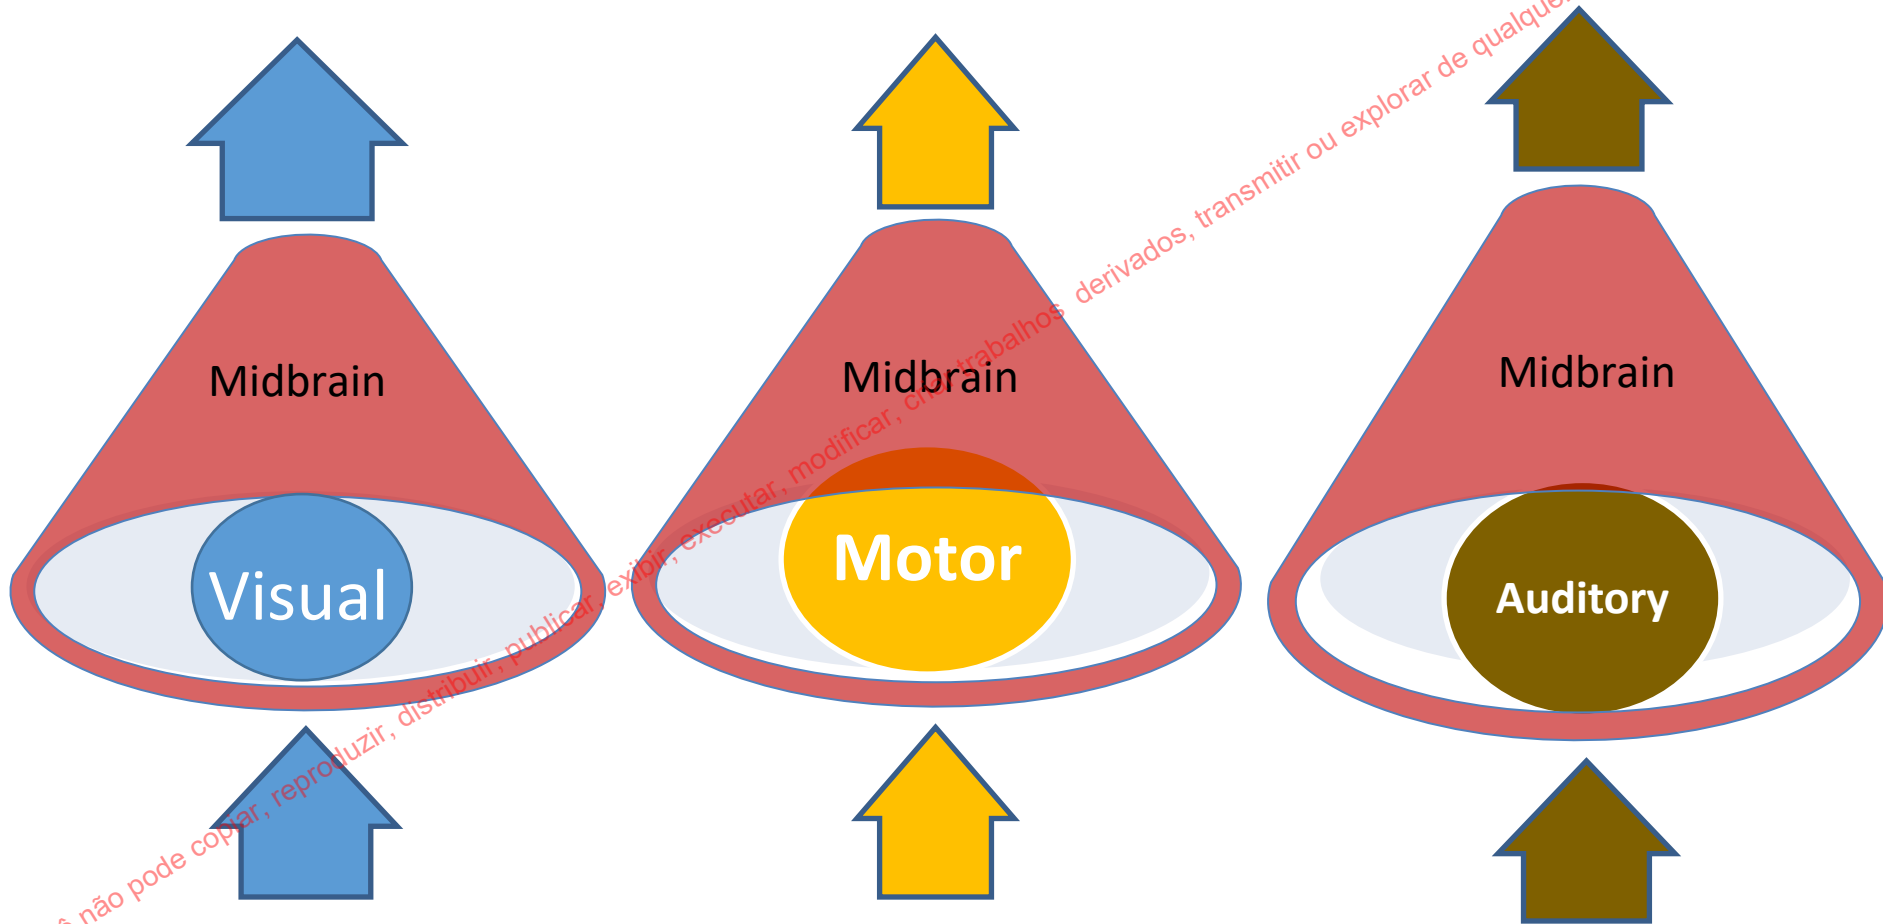 Midbrain
Midbrain
Midbrain
Visual
Motor
Auditory
não pode copiar, reproduzir, distribuir, publicar, exibir, executar, modificar, criar trabalhos derivados, transmitir ou explorar de